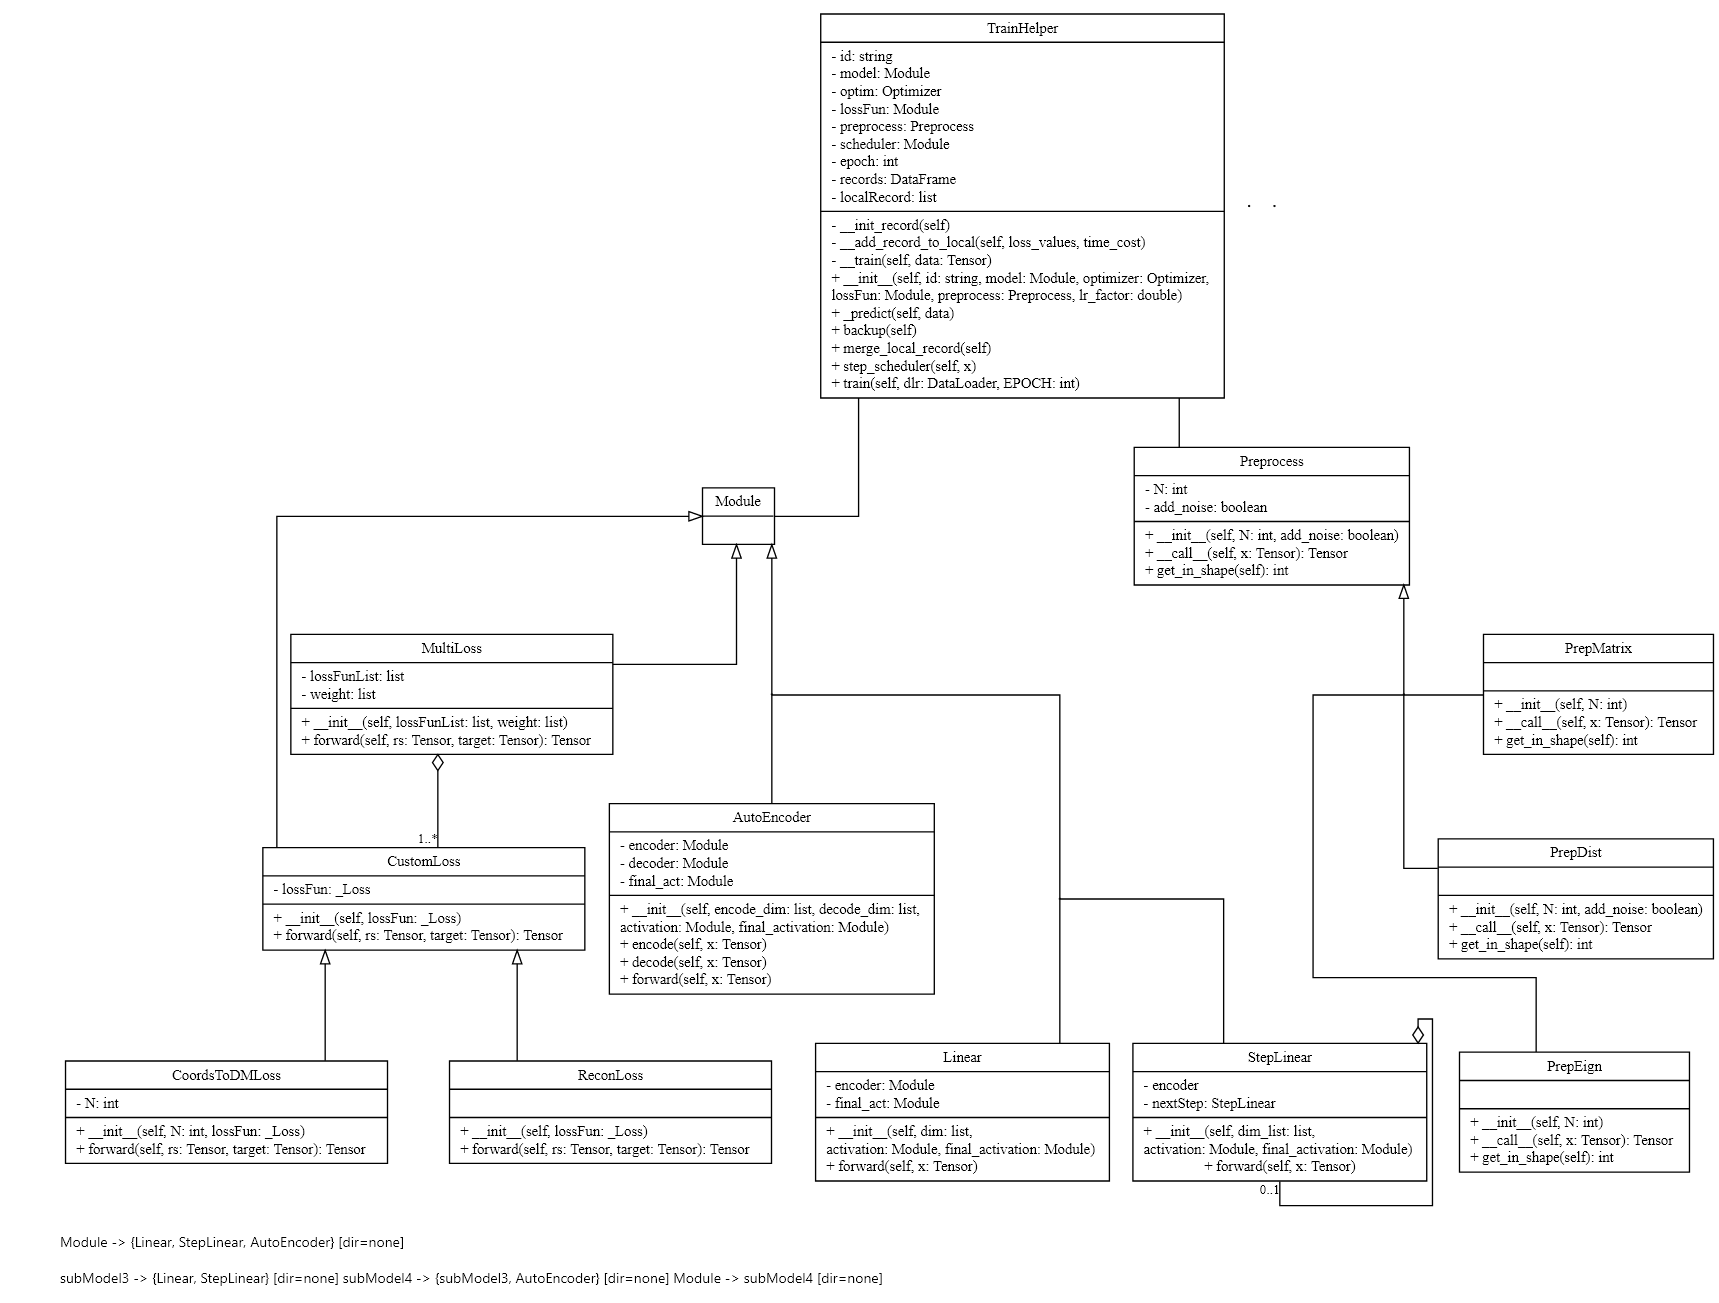 TrainHelper
- id: string
- model: Module
- optim: Optimizer
- lossFun: Module
- preprocess: Preprocess
- scheduler: Module
- epoch: int
- records: DataFrame
- localRecord: list
- __init_record(self)
- __add_record_to_local(self, loss_values, time_cost)
- __train(self, data: Tensor)
+ __init__(self, id: string, model: Module, optimizer: Optimizer,
lossFun: Module, preprocess: Preprocess, lr_factor: double)
+ _predict(self, data)
+ backup(self)
+ merge_local_record(self)
+ step_scheduler(self, x)
+ train(self, dlr: DataLoader, EPOCH: int)
Preprocess
- N: int
- add_noise: boolean
+ __init__(self, N: int, add_noise: boolean)
+ __call__(self, x: Tensor): Tensor
+ get_in_shape(self): int
Module
MultiLoss
- lossFunList: list
- weight: list
+ __init__(self, lossFunList: list, weight: list)
+ forward(self, rs: Tensor, target: Tensor): Tensor
PrepMatrix
+ __init__(self, N: int)
+ __call__(self, x: Tensor): Tensor
+ get_in_shape(self): int
1..*
CustomLoss
- lossFun: _Loss
+ __init__(self, lossFun: _Loss)
+ forward(self, rs: Tensor, target: Tensor): Tensor
AutoEncoder
- encoder: Module
- decoder: Module
- final_act: Module
+ __init__(self, encode_dim: list, decode_dim: list,
activation: Module, final_activation: Module)
+ encode(self, x: Tensor)
+ decode(self, x: Tensor)
+ forward(self, x: Tensor)
PrepDist
+ __init__(self, N: int, add_noise: boolean)
+ __call__(self, x: Tensor): Tensor
+ get_in_shape(self): int
CoordsToDMLoss
- N: int
+ __init__(self, N: int, lossFun: _Loss)
+ forward(self, rs: Tensor, target: Tensor): Tensor
ReconLoss
+ __init__(self, lossFun: _Loss)
+ forward(self, rs: Tensor, target: Tensor): Tensor
Linear
- encoder: Module
- final_act: Module
+ __init__(self, dim: list,
activation: Module, final_activation: Module)
+ forward(self, x: Tensor)
StepLinear
- encoder
- nextStep: StepLinear
+ __init__(self, dim_list: list,
activation: Module, final_activation: Module)
+ forward(self, x: Tensor)
0..1
PrepEign
+ __init__(self, N: int)
+ __call__(self, x: Tensor): Tensor
+ get_in_shape(self): int
Module -> {Linear, StepLinear, AutoEncoder} [dir=none]
subModel3 -> {Linear, StepLinear} [dir=none] subModel4 -> {subModel3, AutoEncoder} [dir=none] Module -> subModel4 [dir=none]